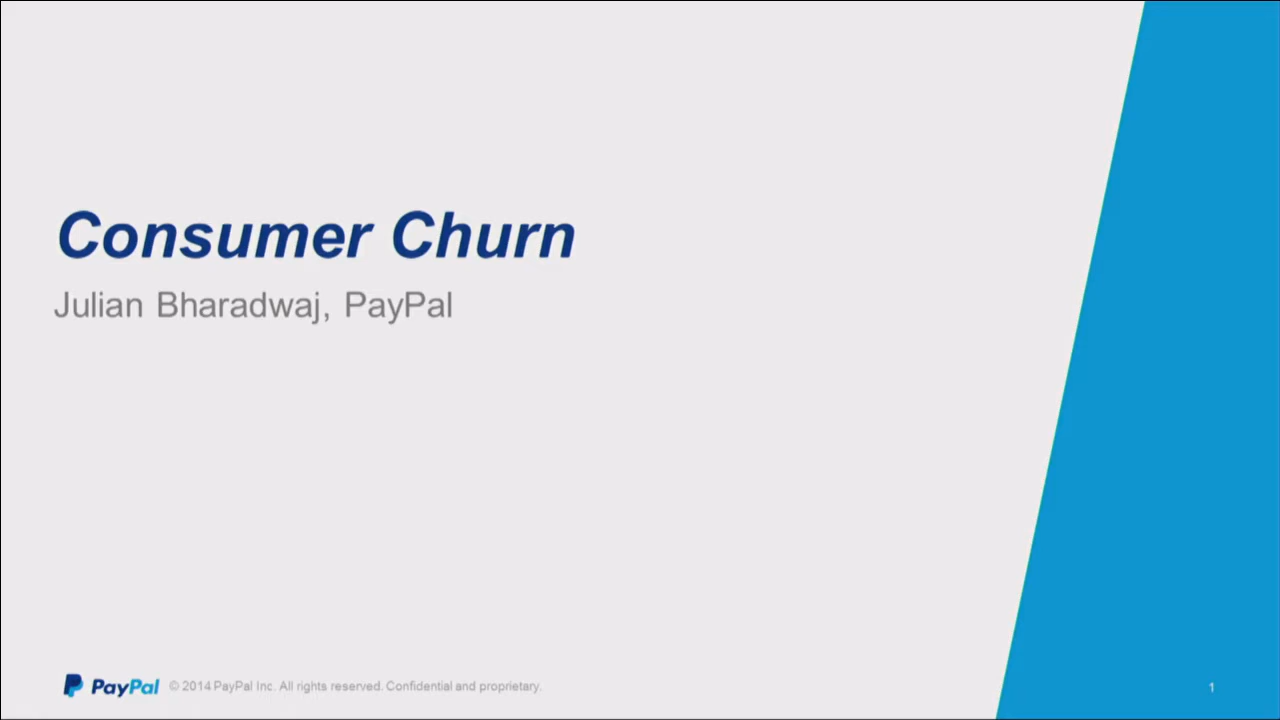 Consumer Churn
Julian Bharadwaj, PayPal
PayPal © 2014 PayPal Inc. All rights reserved. Confidential and proprietary.
1